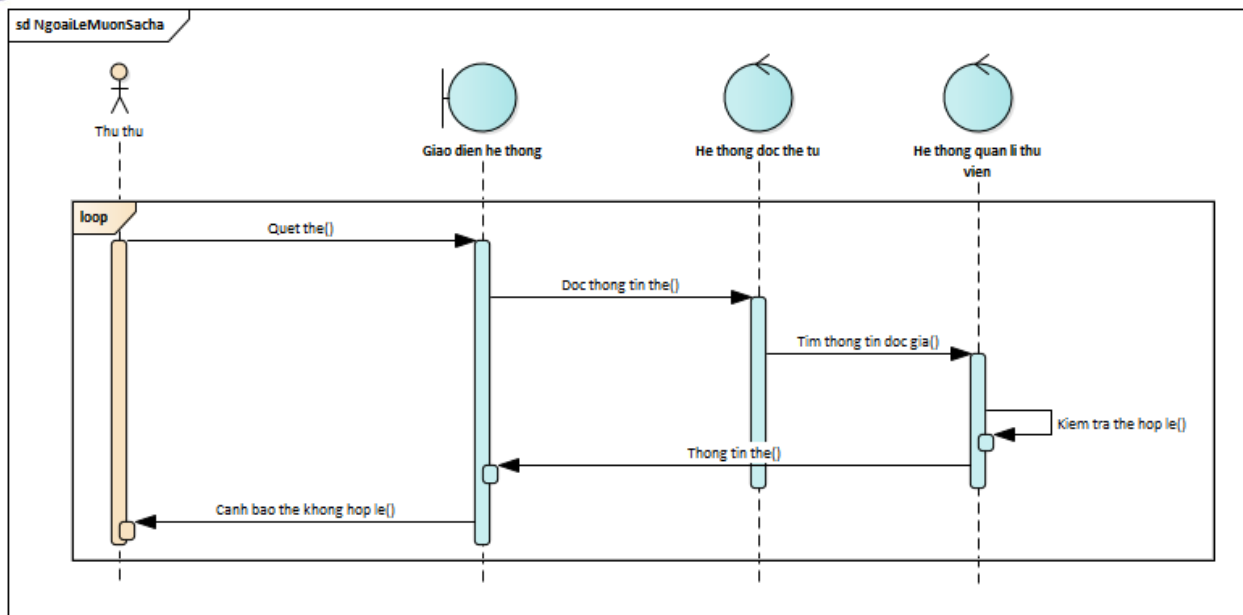 sd NgoaiLeMuonSacha
Thu thu
Giao dien he thong
He thong doc the tu
He thong quan li thu
vien
loop
Quet the()
Doc thong tin the()
Tim thong tin doc gia()
Kiem tra the hop le()
Thong tin the()
Canh bao the khong hop le()